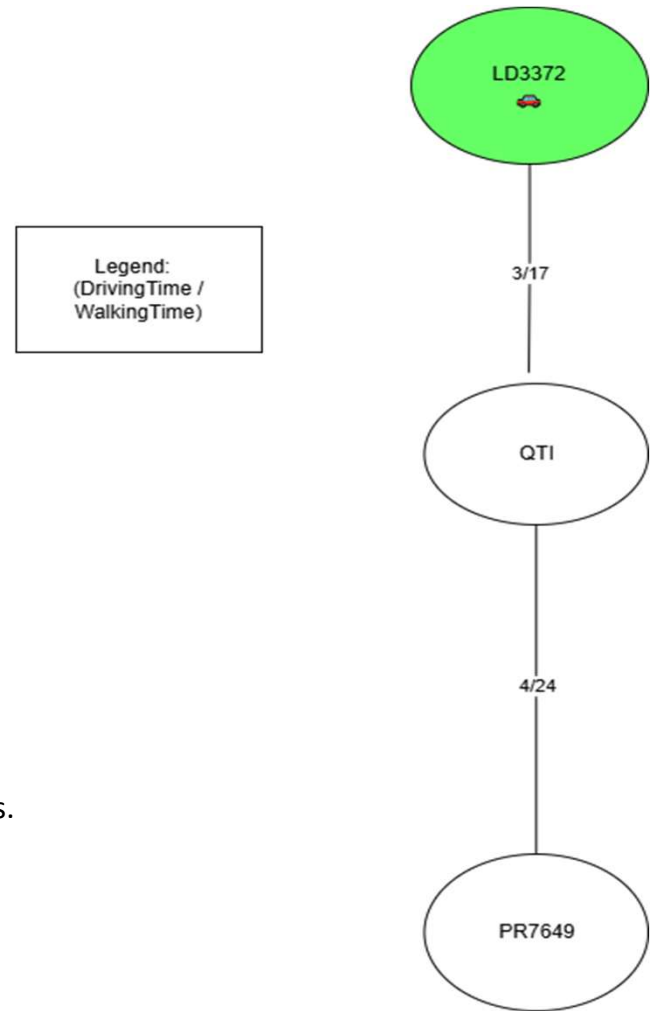 LD3372
3/17
Legend:
(DrivingTime /
WalkingTime)
QTI
4/24
s.
PR7649